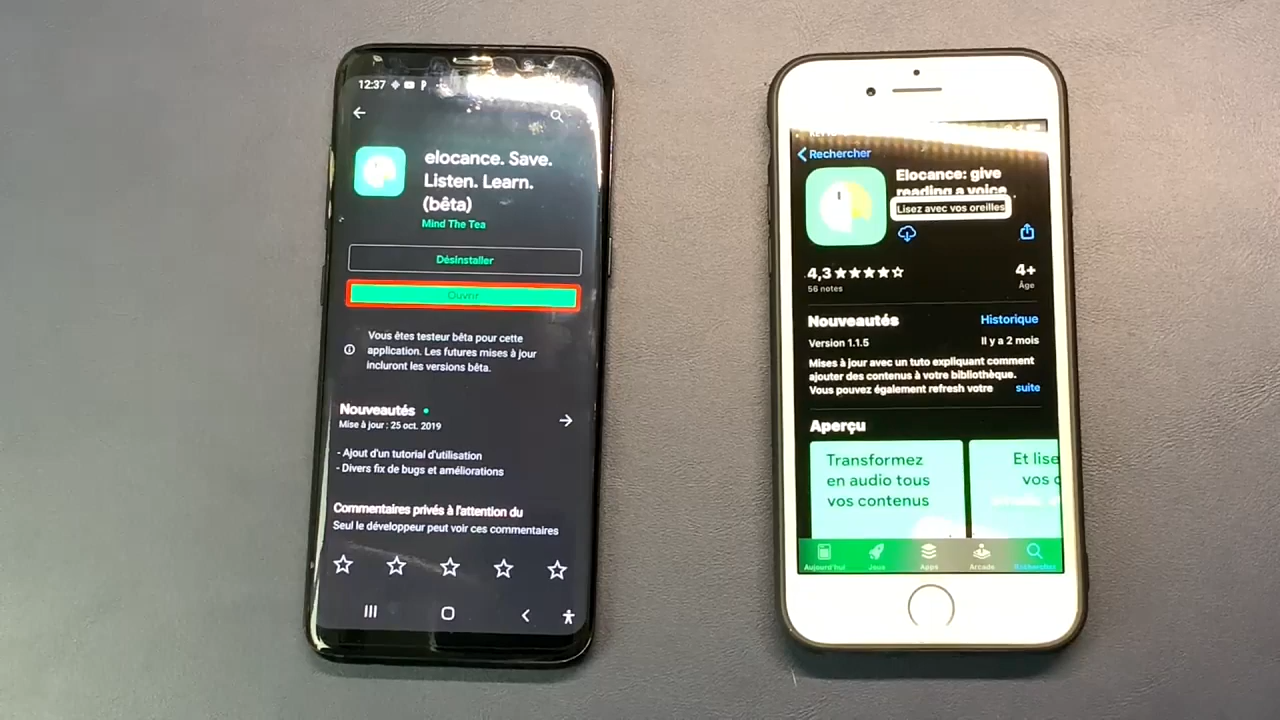 12:37
elocance. Save.
Listen. Learn.
(bêta)
Mind The Tea
Désinstaller
Ouvrir
Vous êtes testeur bêta pour cette
application. Les futures mises à jour
incluront les versions bêta.
Nouveautés
Mise à jour : 25 oct. 2019
- Ajout d'un tutorial d'utilisation
- Divers fix de bugs et améliorations
Commentaires privés à l'attention du
Seul le développeur peut voir ces commentaires
Rechercher
Elocance: give
reading a voice
Lisez avec vos oreilles
4,3
4+
56 notes
Âge
Nouveautés
Historique
Version 1.1.5
Il y a 2 mois
Mises à jour avec un tuto expliquant comment
ajouter des contenus à votre bibliothèque.
Vous pouvez également refresh votre
suite
Aperçu
Transformez
en audio tous
vos contenus
Et lise
vos
Aujourd'hui
Jeux
Apps
Arcade
Rechercher